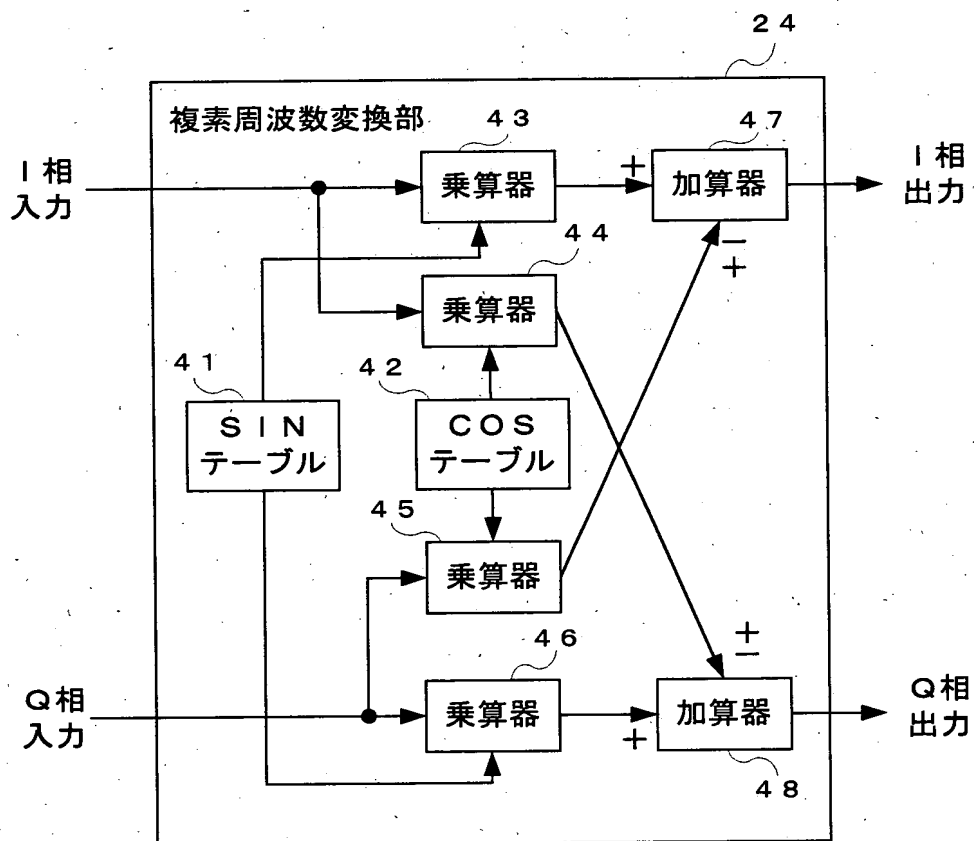 24
複素周波数変換部
43
47
I相
入力
乗算器
+
加算器
I相
出力
−
+
44
乗算器
41
42
SIN
テーブル
COS
テーブル
45
乗算器
+
−
46
Q相
入力
乗算器
+
加算器
Q相
出力
48